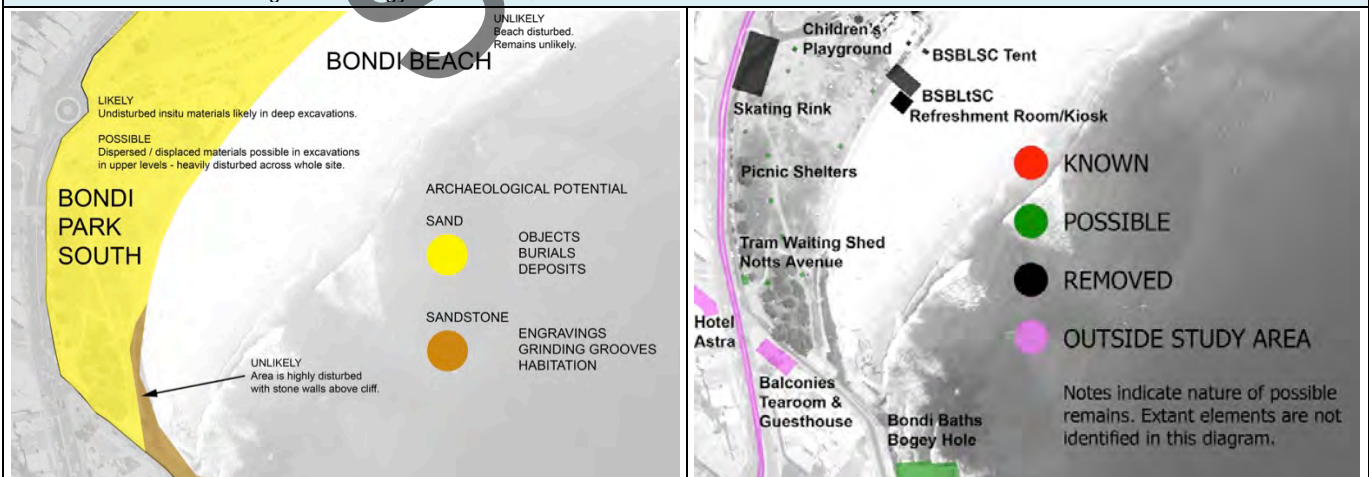 UNLIKELY
Beach disturbed.
Remains unlikely.
BONDI BEACH
LIKELY
Undisturbed insitu materials likely in deep excavations.
POSSIBLE
Dispersed / displaced materials possible in excavations
in upper levels - heavily disturbed across whole site.
BONDI
PARK
SOUTH
ARCHAEOLOGICAL POTENTIAL
SAND
OBJECTS
BURIALS
DEPOSITS
SANDSTONE
ENGRAVINGS
GRINDING GROOVES
HABITATION
UNLIKELY
Area is highly disturbed
with stone walls above cliff.
Children's
Playground
BSBLSC Tent
Skating Rink
BSBLtSC
Refreshment Room/Kiosk
Picnic Shelters
Tram Waiting Shed
Notts Avenue
Hotel
Astra
Balconies
Tearoom &
Guesthouse
Bondi Baths
Bogey Hole
KNOWN
POSSIBLE
REMOVED
OUTSIDE STUDY AREA
Notes indicate nature of possible
remains. Extant elements are not
identified in this diagram.